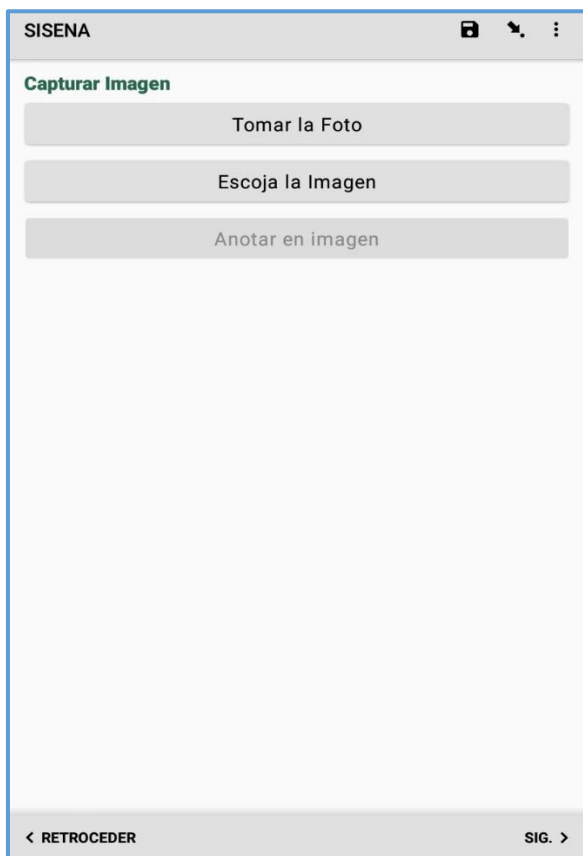 SISENA
Capturar Imagen
Tomar la Foto
Escoja la Imagen
Anotar en imagen
< RETROCEDER
SIG. >